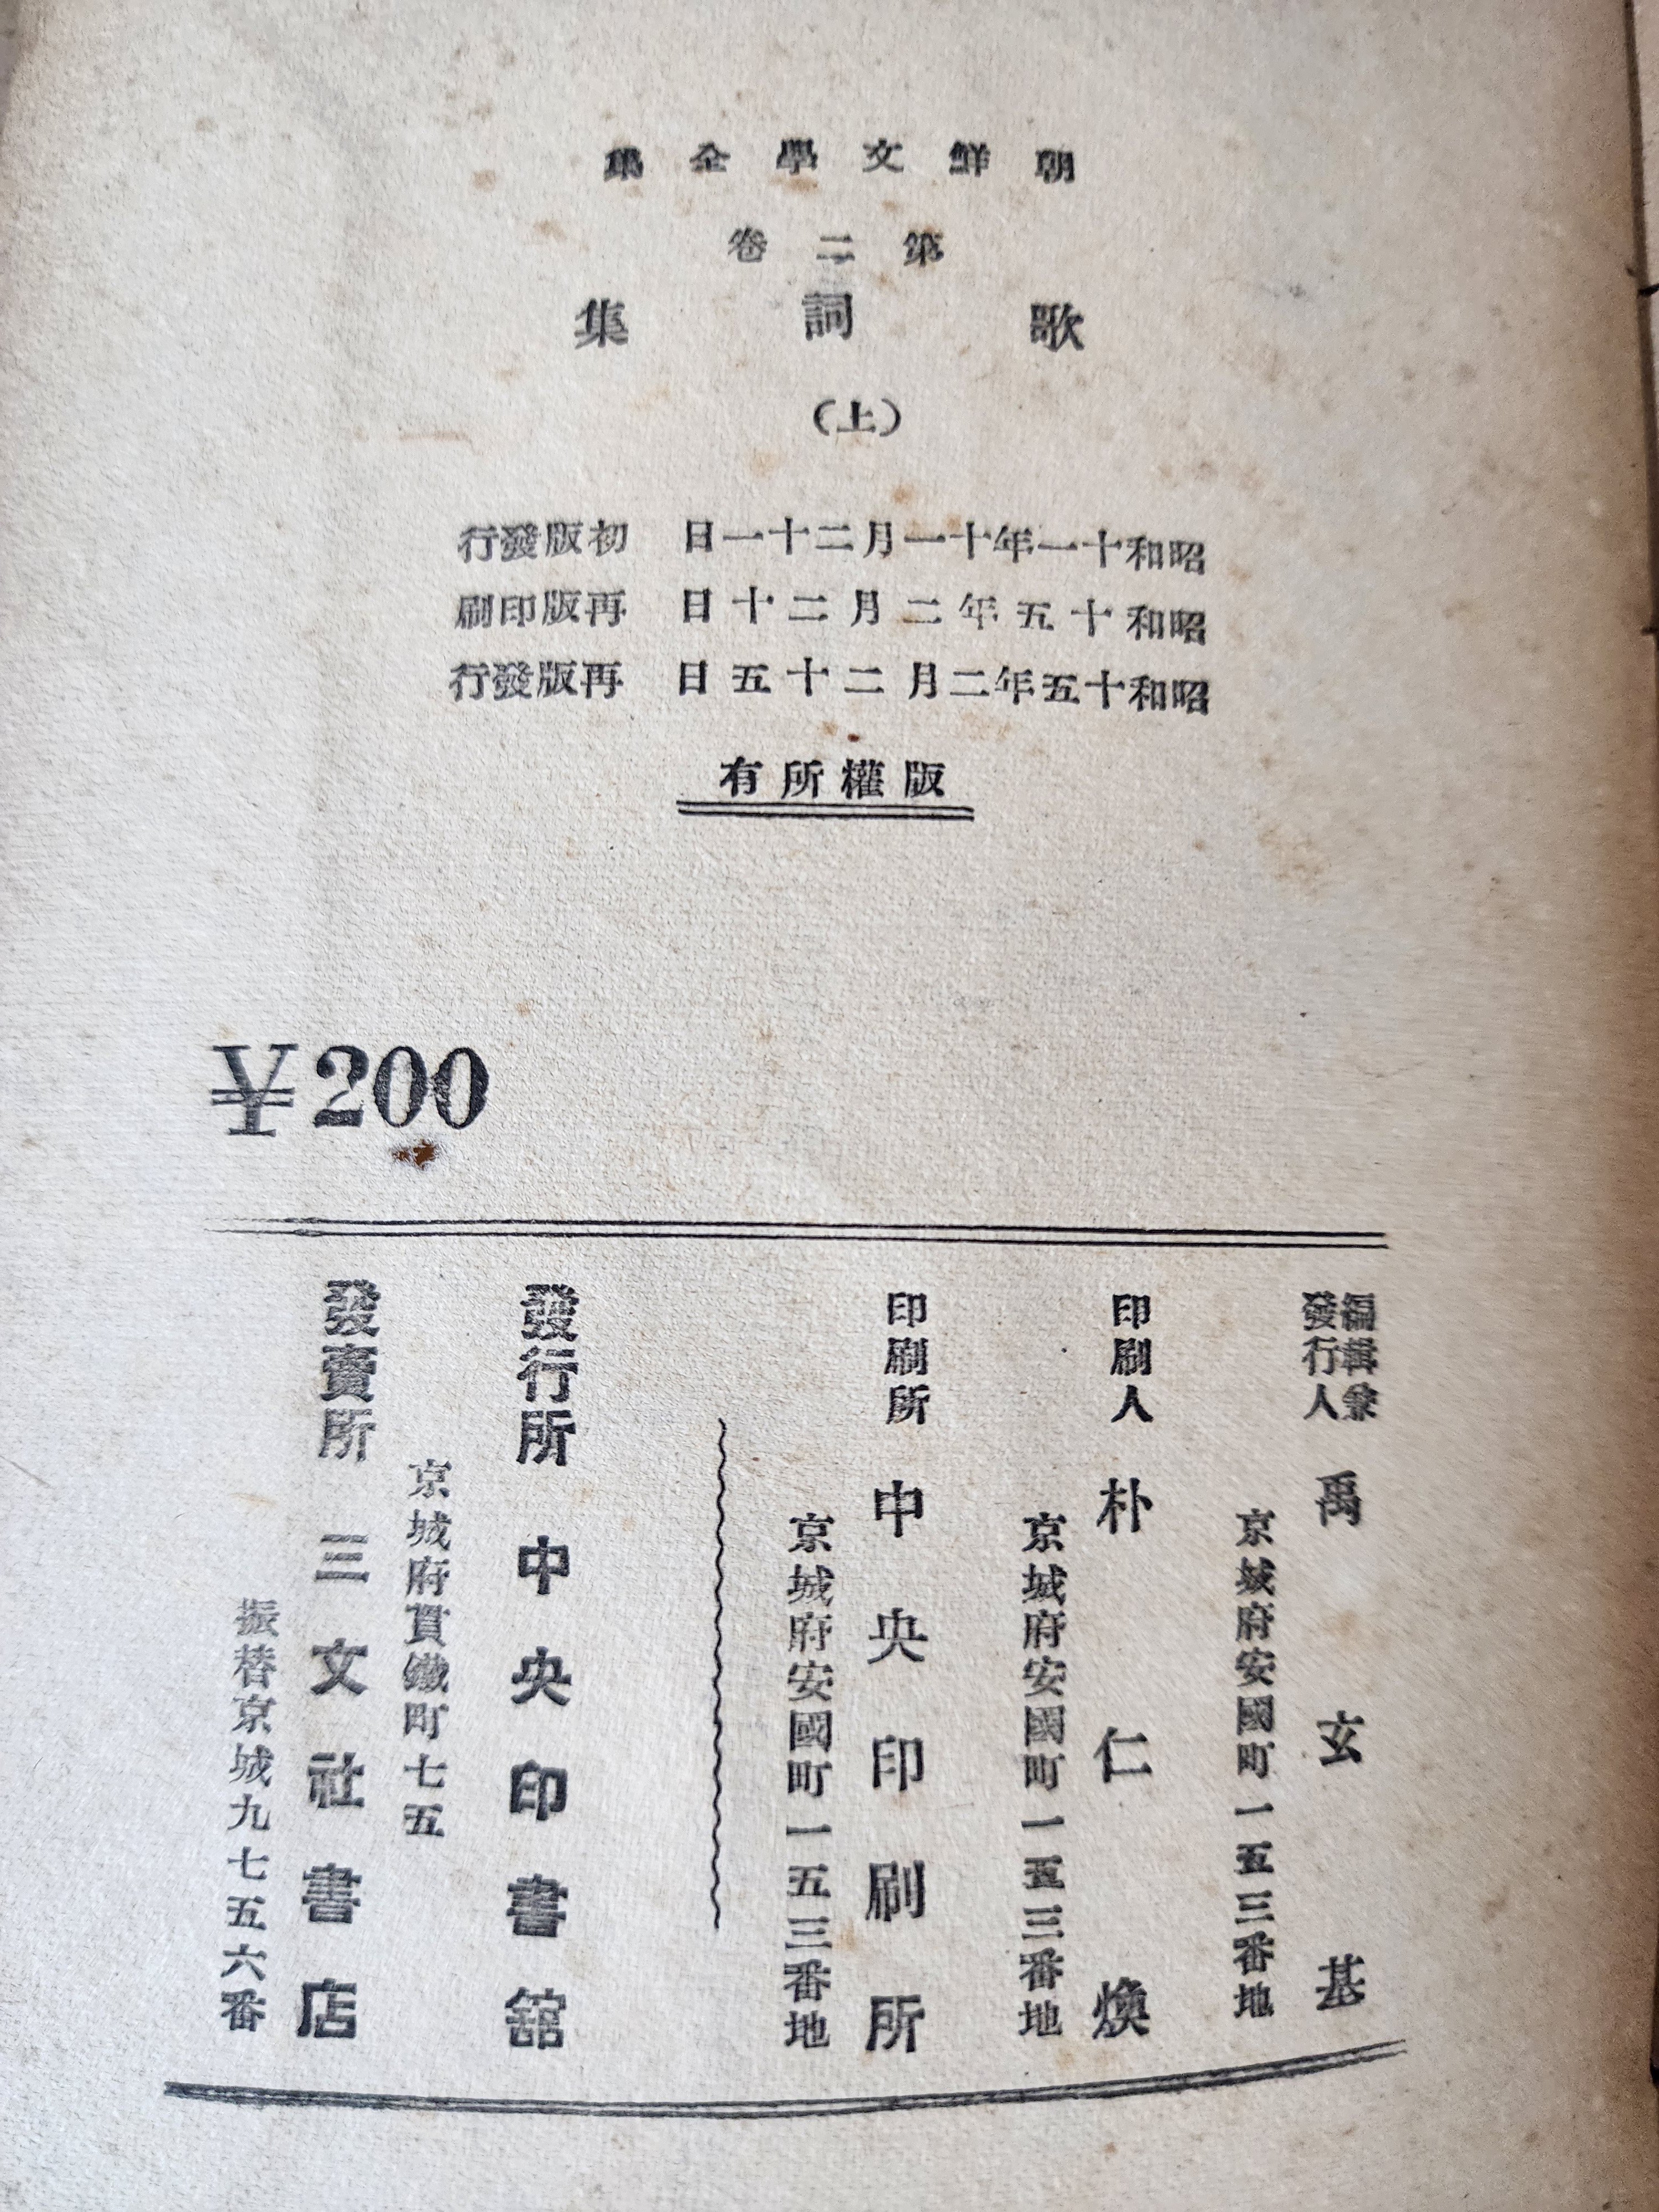 朝鮮文學全集
第二卷
歌詞集
(上)
昭和十一年十一月二十一日 初版發行
昭和十五年二月二十日 再版印刷
昭和十五年二月二十五日 再版發行
版權所有
¥200
編輯兼發行人 禹玄基
京城府安國町一五三番地
印刷人 朴仁煥
京城府安國町一五三番地
印刷所 中央印刷所
京城府安國町一五三番地
發行所 中央印書舘
京城府貫鐵町七五
發賣所 三文社書店
振替京城九七五六番